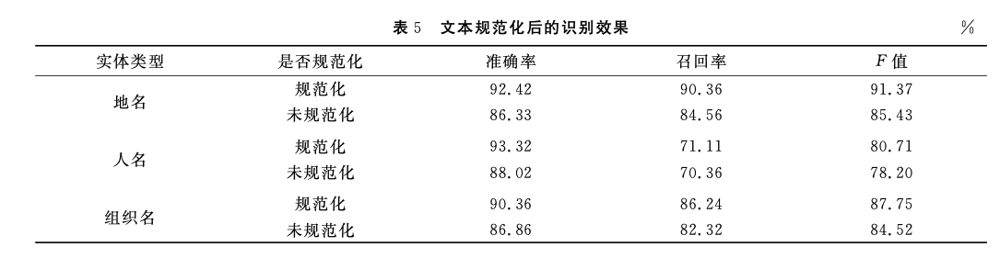 表 5 文本规范化后的识别效果 %
实体类型 是否规范化 准确率 召回率 F 值
地名 规范化 92.42 90.36 91.37
未规范化 86.33 84.56 85.43
人名 规范化 93.32 71.11 80.71
未规范化 88.02 70.36 78.20
组织名 规范化 90.36 86.24 87.75
未规范化 86.86 82.32 84.52